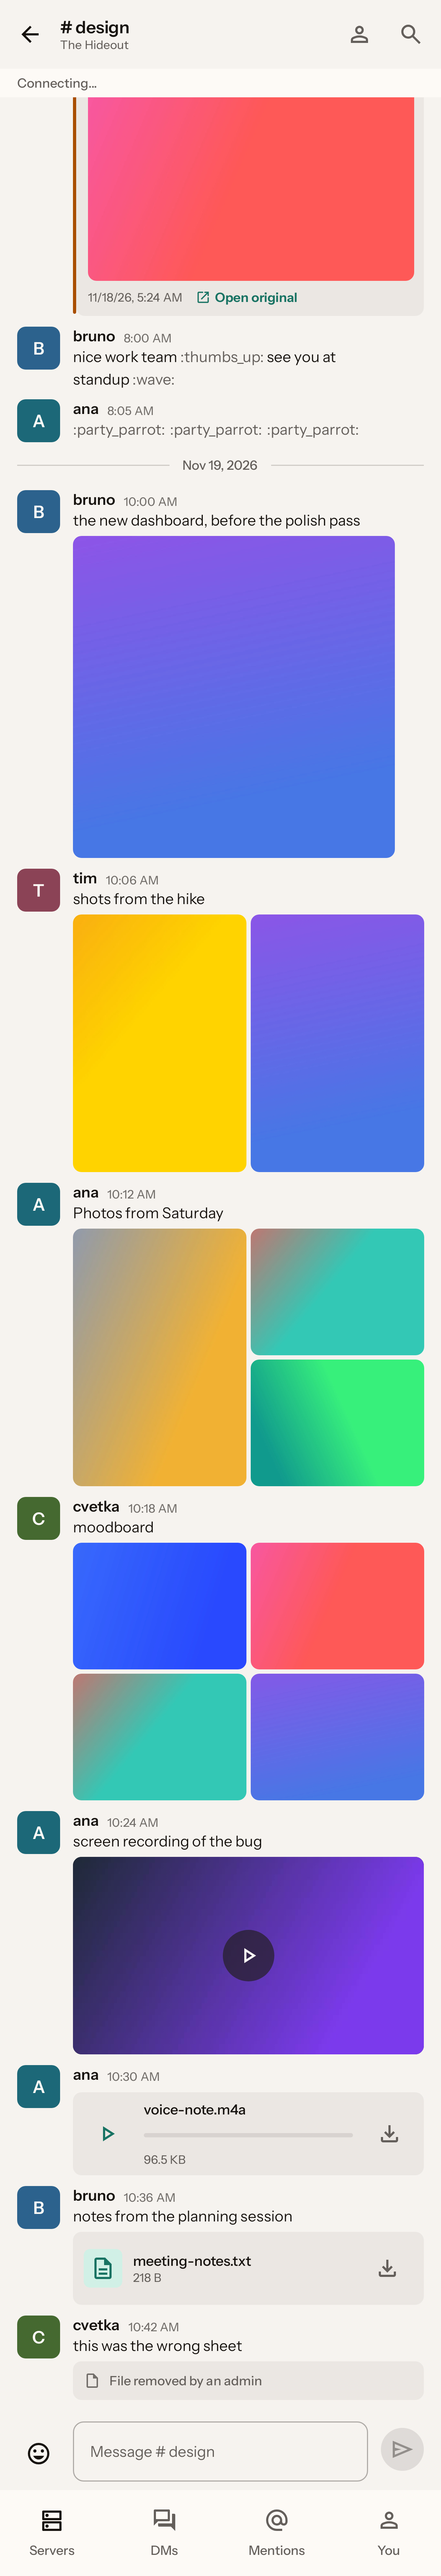 # design
The Hideout
Connecting...
11/18/26, 5:24 AM Open original
B
bruno 8:00 AM
nice work team :thumbs_up: see you at
standup :wave:
A
ana 8:05 AM
:party_parrot: :party_parrot: :party_parrot:
Nov 19, 2026
B
bruno 10:00 AM
the new dashboard, before the polish pass
T
tim 10:06 AM
shots from the hike
A
ana 10:12 AM
Photos from Saturday
C
cvetka 10:18 AM
moodboard
A
ana 10:24 AM
screen recording of the bug
A
ana 10:30 AM
voice-note.m4a
96.5 KB
B
bruno 10:36 AM
notes from the planning session
meeting-notes.txt
218 B
C
cvetka 10:42 AM
this was the wrong sheet
File removed by an admin
Message # design
Servers DMs Mentions You